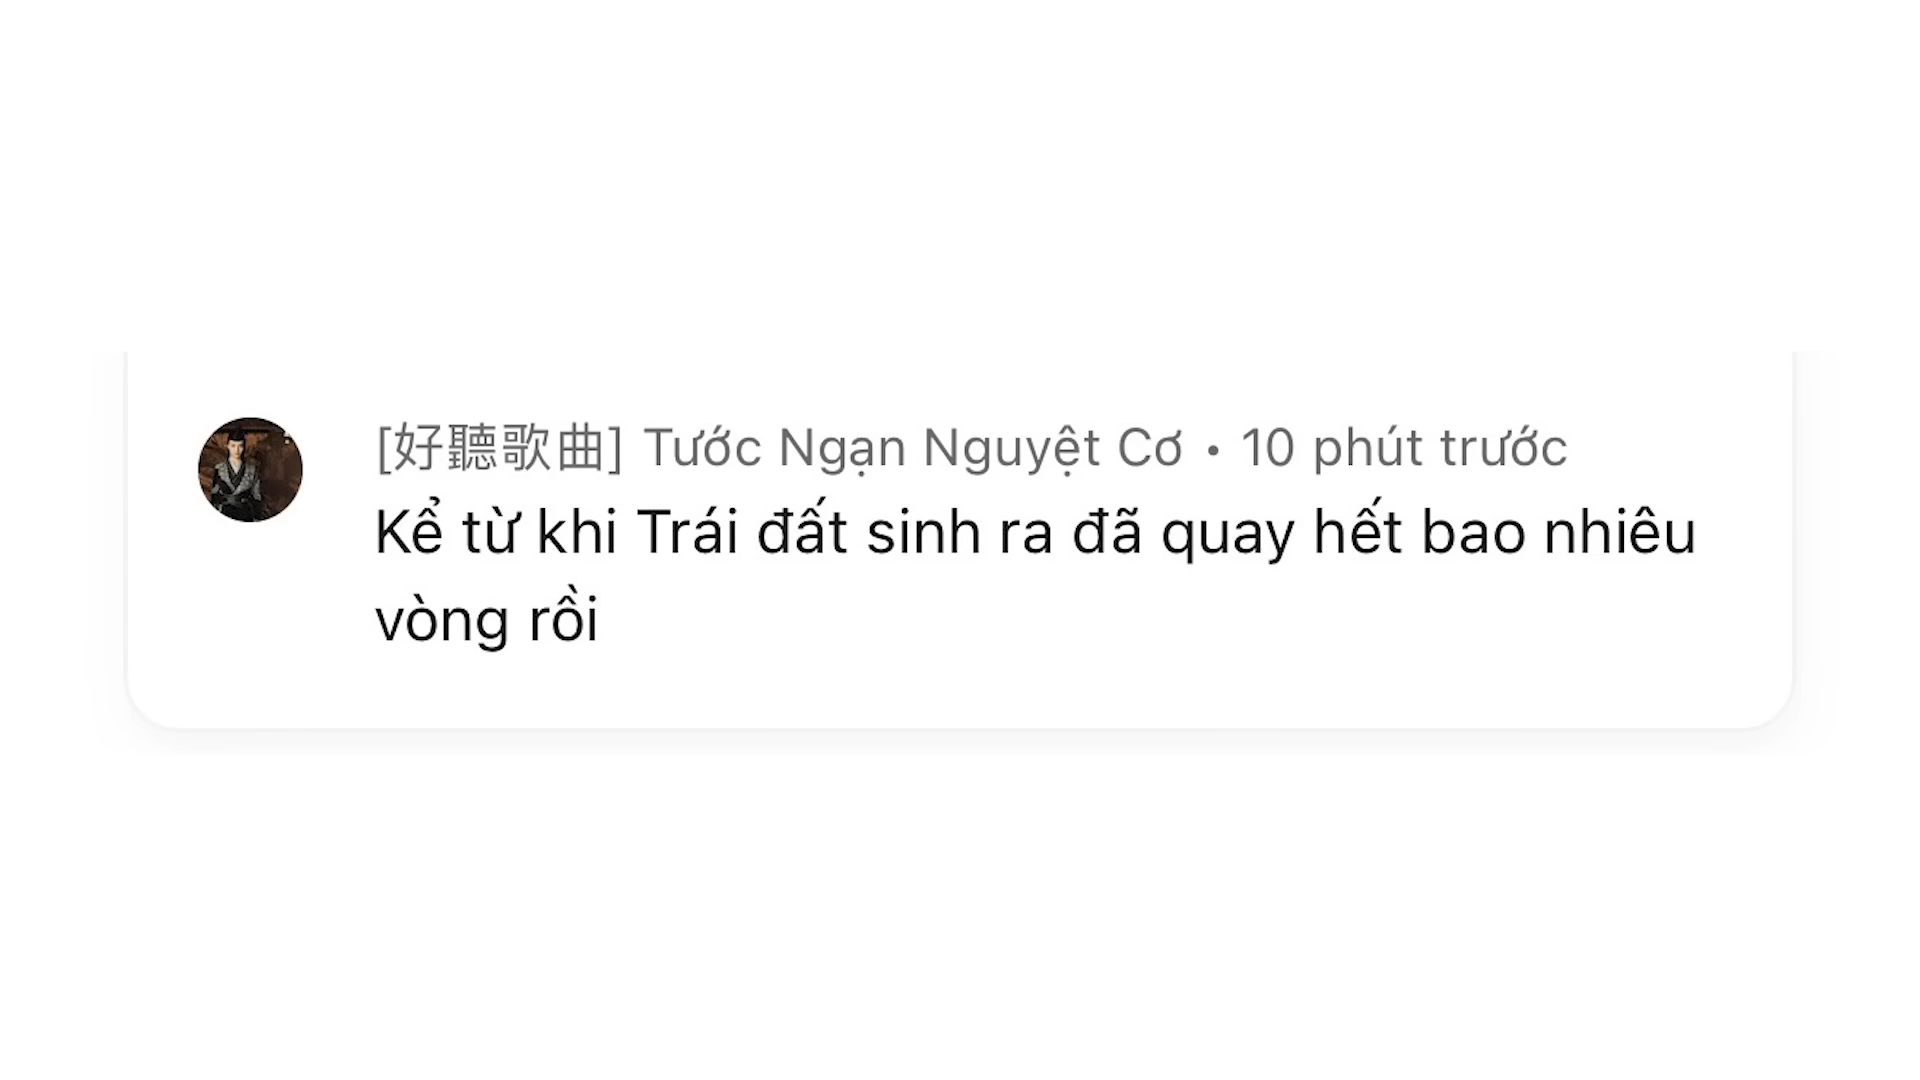 [好聽歌曲] Tước Ngạn Nguyệt Cơ • 10 phút trước
Kể từ khi Trái đất sinh ra đã quay hết bao nhiêu
vòng rồi